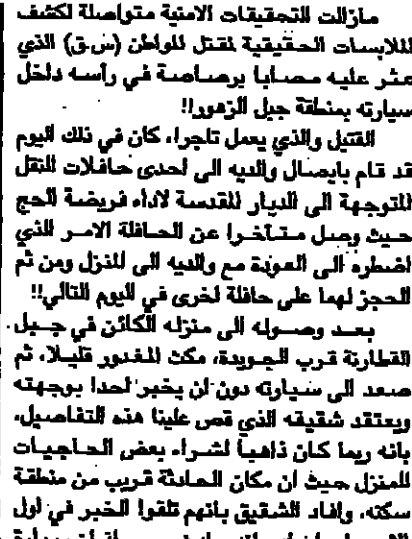 مازالت التحقيقات الامنية متواصلة لكشف
الملابسات الحقيقية لمقتل المواطن (س.ق) الذي
عثر عليه مصابا برصاصة في رأسه داخل
سيارته بمنطقة جبل الزهور!!
القتيل والذي يعمل تاجرا، كان في ذلك اليوم
قد قام بايصال والديه الى احدى حافلات النقل
المتوجهة الى الديار المقدسة لاداء فريضة الحج
حيث وصل متأخرا عن الحافلة الامر الذي
اضطره الى العودة مع والديه الى المنزل ومن ثم
الحجز لهما على حافلة اخرى في اليوم التالي!!
بعد وصوله الى منزله الكائن في جبل
القطارنة قرب الجويدة، مكث المغدور قليلا، ثم
صعد الى سيارته دون ان يخبر احدا بوجهته
ويعتقد شقيقه الذي قص علينا هذه التفاصيل،
بانه ربما كان ذاهبا لشراء بعض الحاجيات
للمنزل حيث ان مكان الحادثة قريب من منطقة
سكنه، وافاد الشقيق بانهم تلقوا الخبر في اول